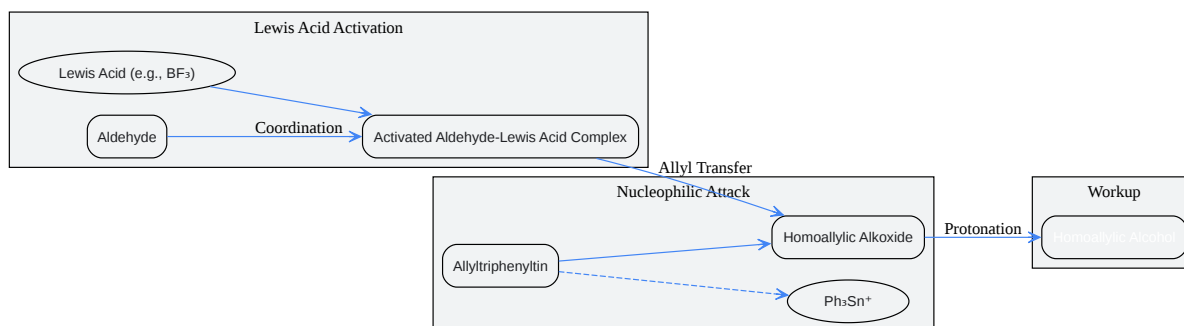 Lewis Acid Activation
Lewis Acid (e.g., BF₃)
Aldehyde
Coordination
Activated Aldehyde-Lewis Acid Complex
Allyl Transfer
Nucleophilic Attack
Allyltriphenyltin
Homoallylic Alkoxide
Ph₃Sn⁺
Protonation
Workup
Homoallylic Alcohol